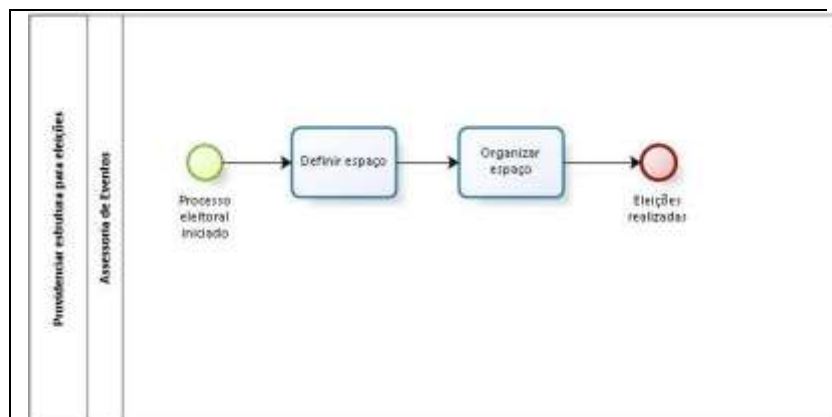 Providenciar estrutura para eleições
Assessoria de Eventos
Processo
eleitoral
iniciado
Definir espaço
Organizar
espaço
Eleições
realizadas